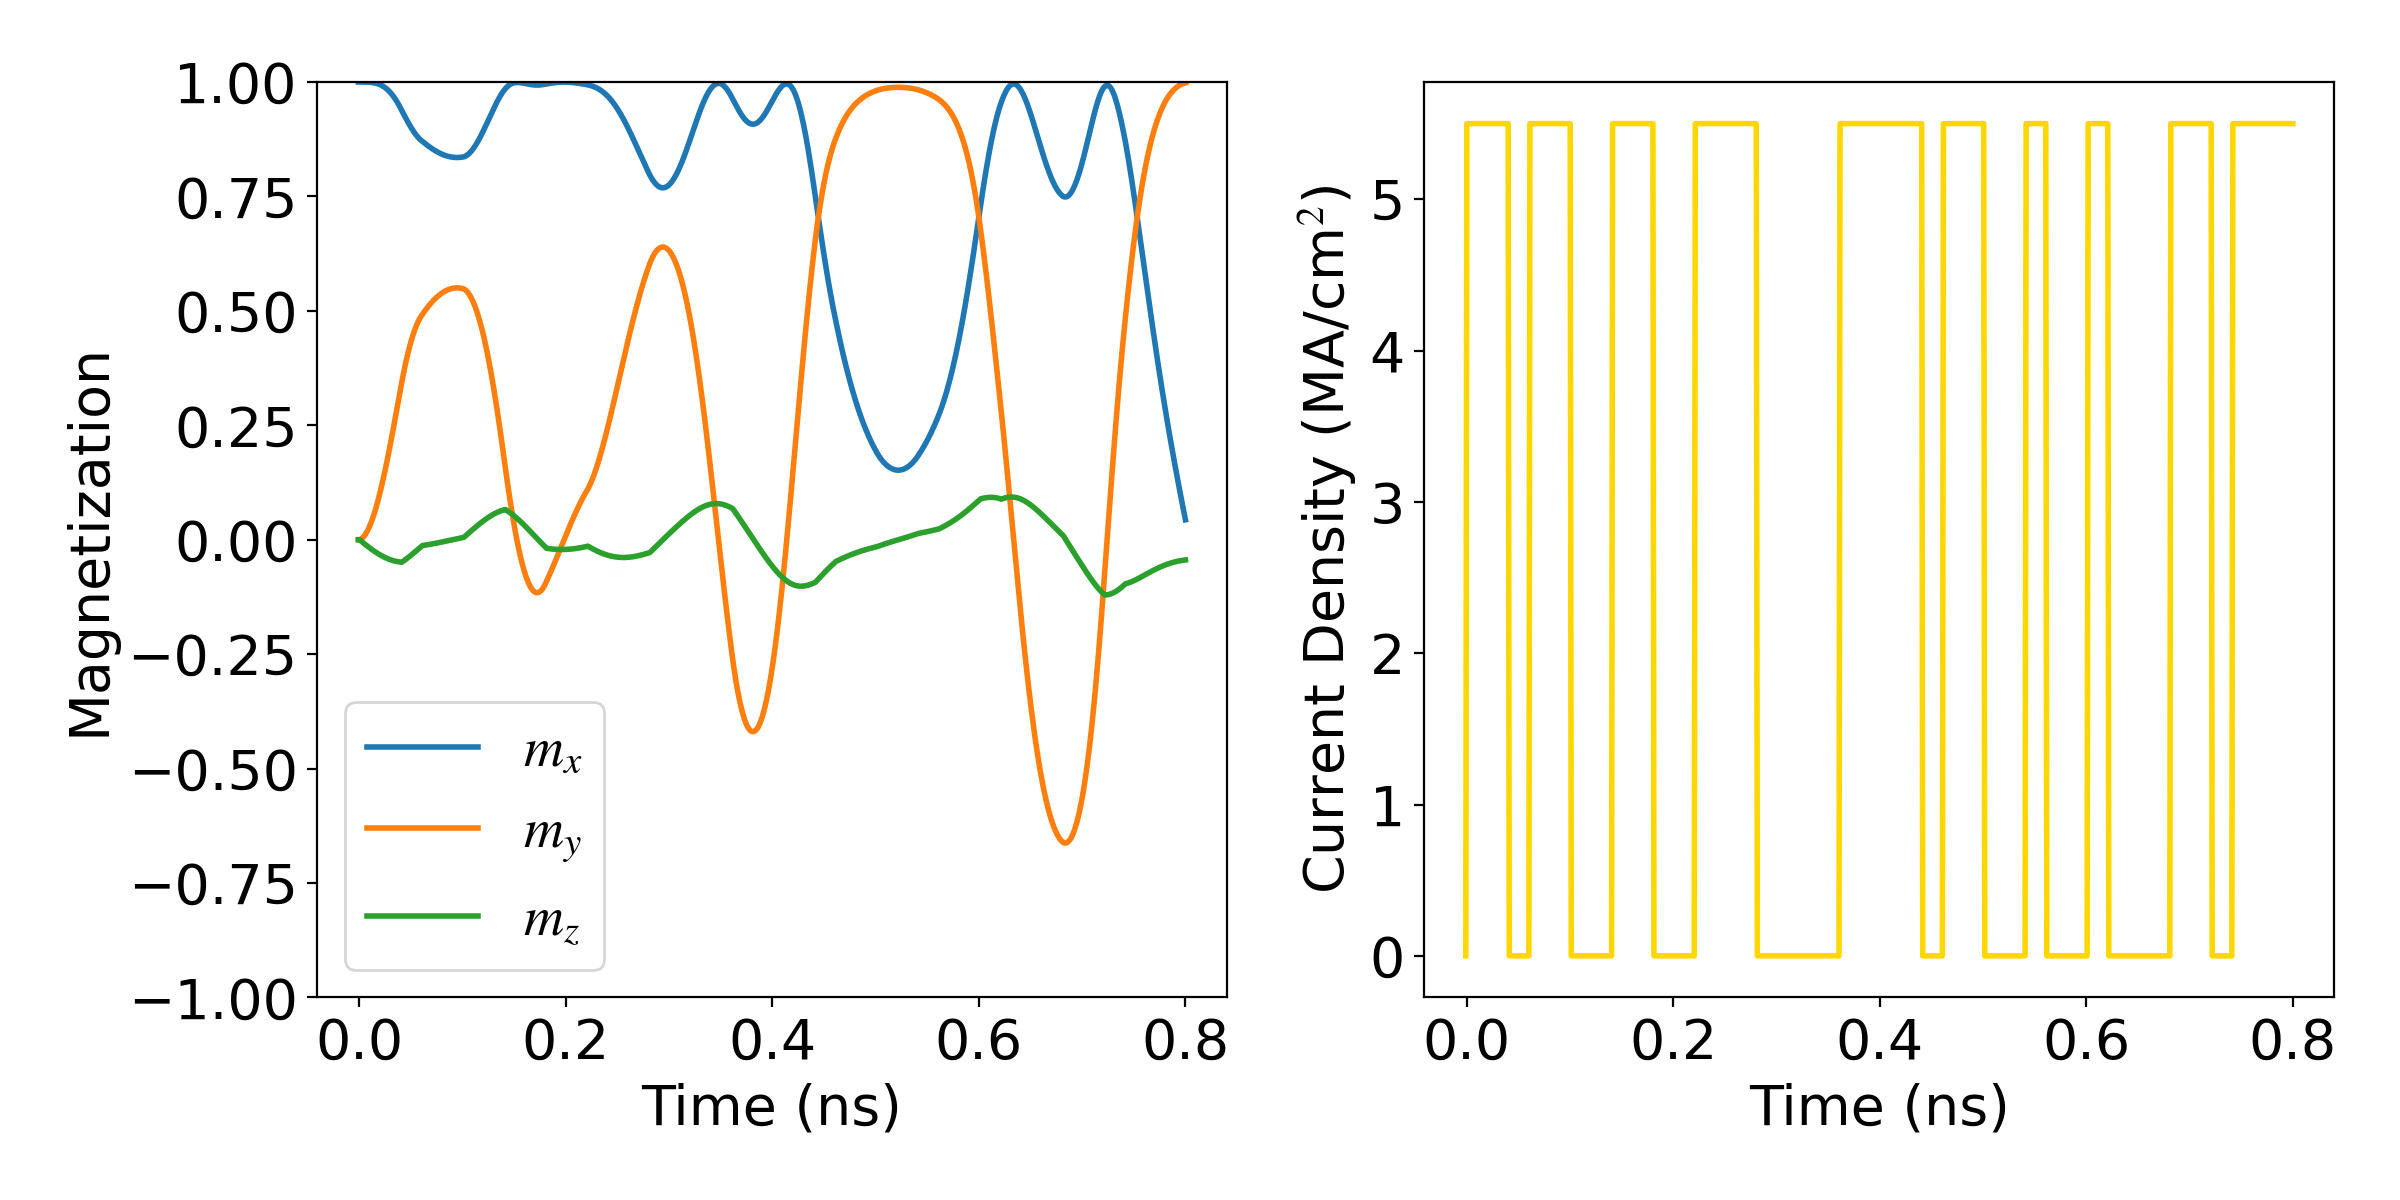 Magnetization
1.00
0.75
0.50
0.25
0.00
−0.25
−0.50
−0.75
−1.00
0.0 0.2 0.4 0.6 0.8
Time (ns)
m_x
m_y
m_z
Current Density (MA/cm²)
5
4
3
2
1
0
0.0 0.2 0.4 0.6 0.8
Time (ns)